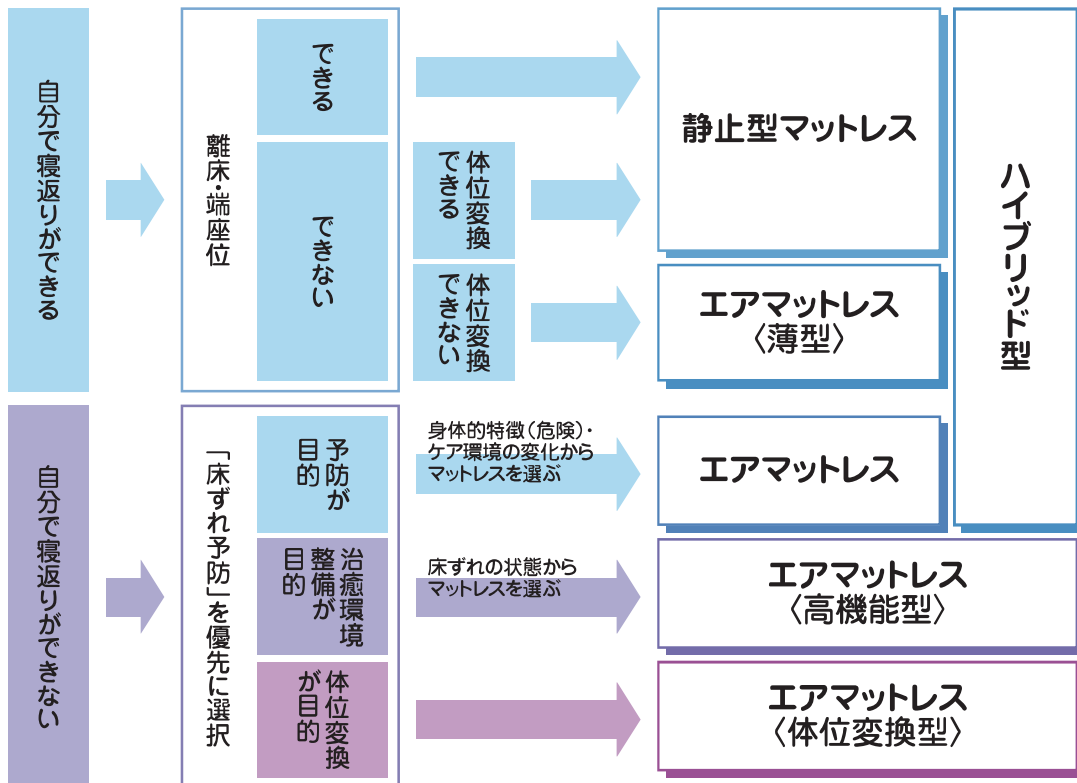 自分で寝返りができる
離床・端座位
できる
できない
体位変換
できる
体位変換
できない
静止型マットレス
エアマットレス
〈薄型〉
ハイブリッド型
自分で寝返りができない
「床ずれ予防」を優先に選択
予防が
目的
身体的特徴(危険)・
ケア環境の変化から
マットレスを選ぶ
エアマットレス
治癒環境
整備が
目的
床ずれの状態から
マットレスを選ぶ
エアマットレス
〈高機能型〉
体位変換
が目的
エアマットレス
〈体位変換型〉